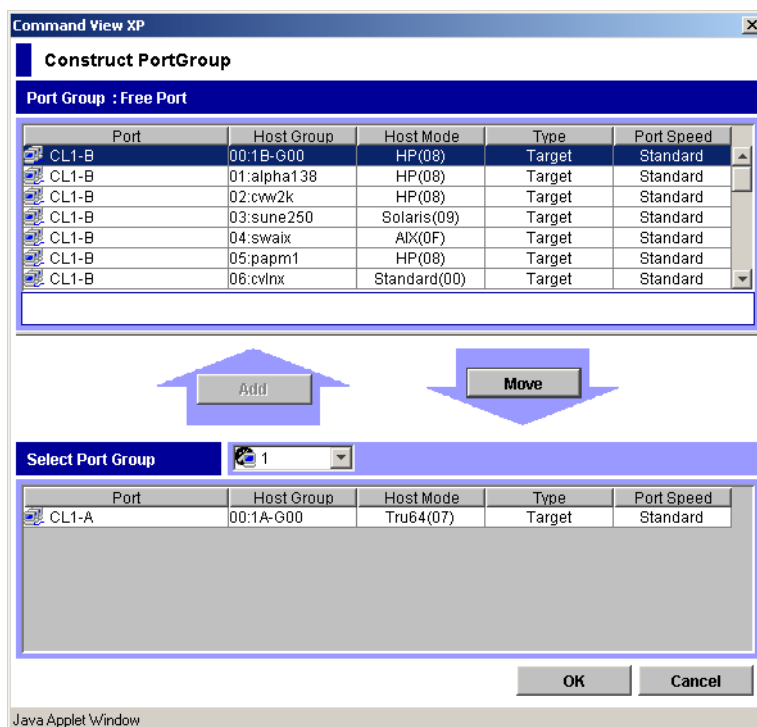 Command View XP
Construct PortGroup
Port Group : Free Port
Port Host Group Host Mode Type Port Speed
CL1-B 00:1B-G00 HP(08) Target Standard
CL1-B 01:alpha138 HP(08) Target Standard
CL1-B 02:cvw2k HP(08) Target Standard
CL1-B 03:sune250 Solaris(09) Target Standard
CL1-B 04:swaix AIX(0F) Target Standard
CL1-B 05:papm1 HP(08) Target Standard
CL1-B 06:cvlnx Standard(00) Target Standard
Add Move
Select Port Group 1
Port Host Group Host Mode Type Port Speed
CL1-A 00:1A-G00 Tru64(07) Target Standard
OK Cancel
Java Applet Window